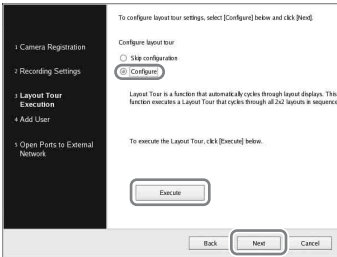 To configure layout tour settings, select [Configure] below and click [Next].
Configure layout tour
Skip configuration
Configure
Layout Tour is a function that automatically cycles through layout displays. This
function executes a Layout Tour that cycles through all 2x2 layouts in sequence
To execute the Layout Tour, click [Execute] below.
Execute
1 Camera Registration
2 Recording Settings
3 Layout Tour
Execution
4 Add User
5 Open Ports to External
Network
Back Next Cancel